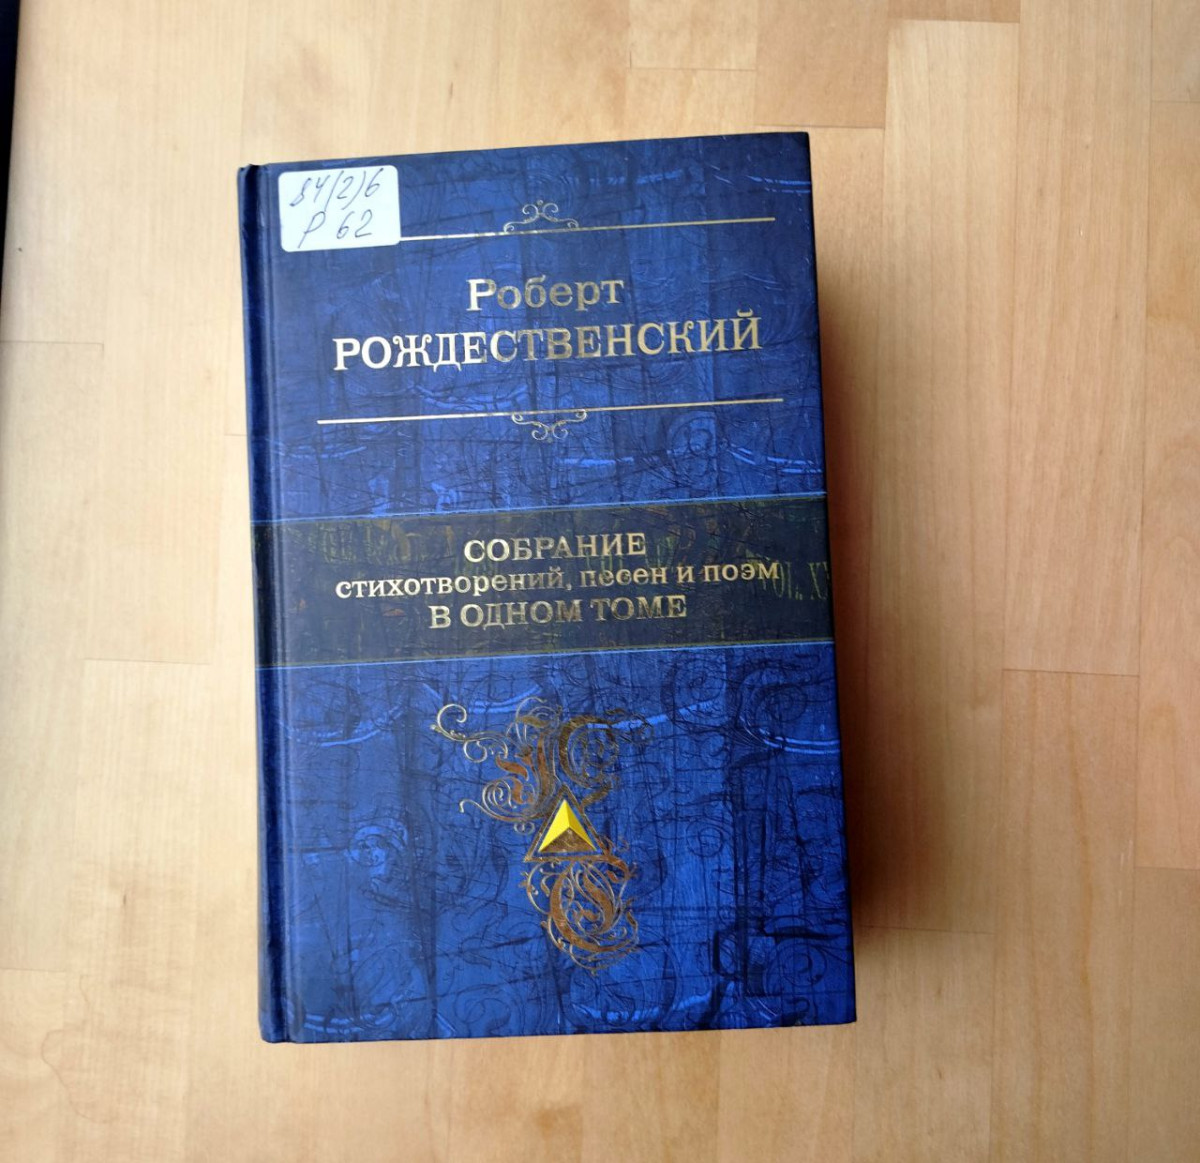 84(2)6
Р 62
Роберт
РОЖДЕСТВЕНСКИЙ
СОБРАНИЕ
стихотворений, песен и поэм
В ОДНОМ ТОМЕ